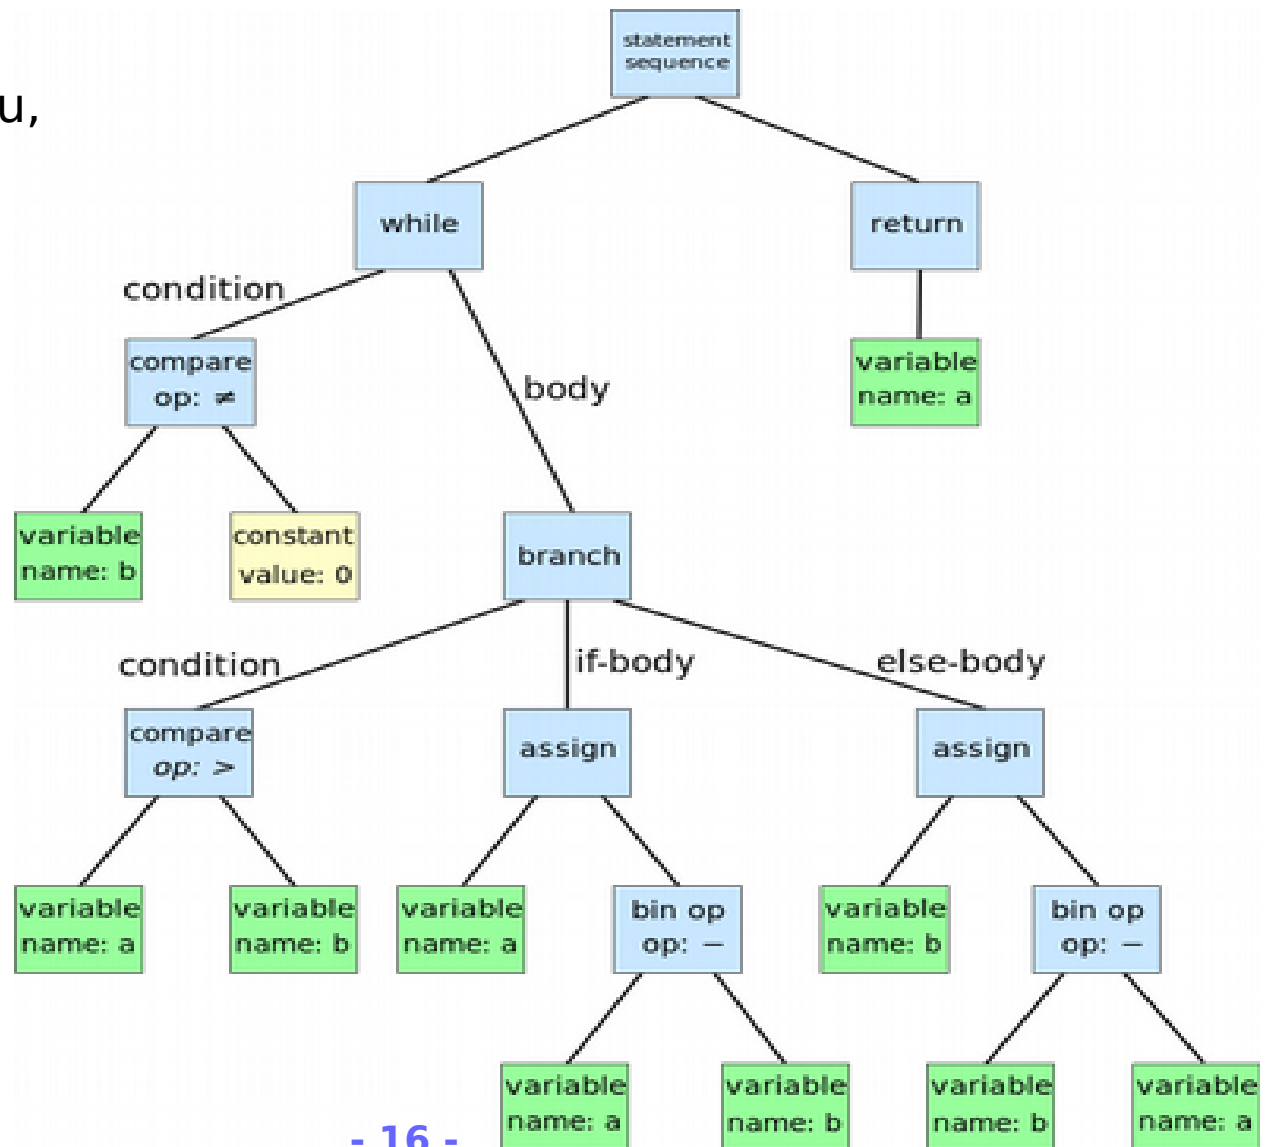 statement
sequence
u,
while
return
condition
compare
op: ≠
variable
name: a
body
variable
name: b
constant
value: 0
branch
condition
if-body
else-body
compare
op: >
assign
assign
variable
name: a
variable
name: b
variable
name: a
bin op
op: −
variable
name: b
bin op
op: −
variable
name: a
variable
name: b
variable
name: b
variable
name: a
- 16 -